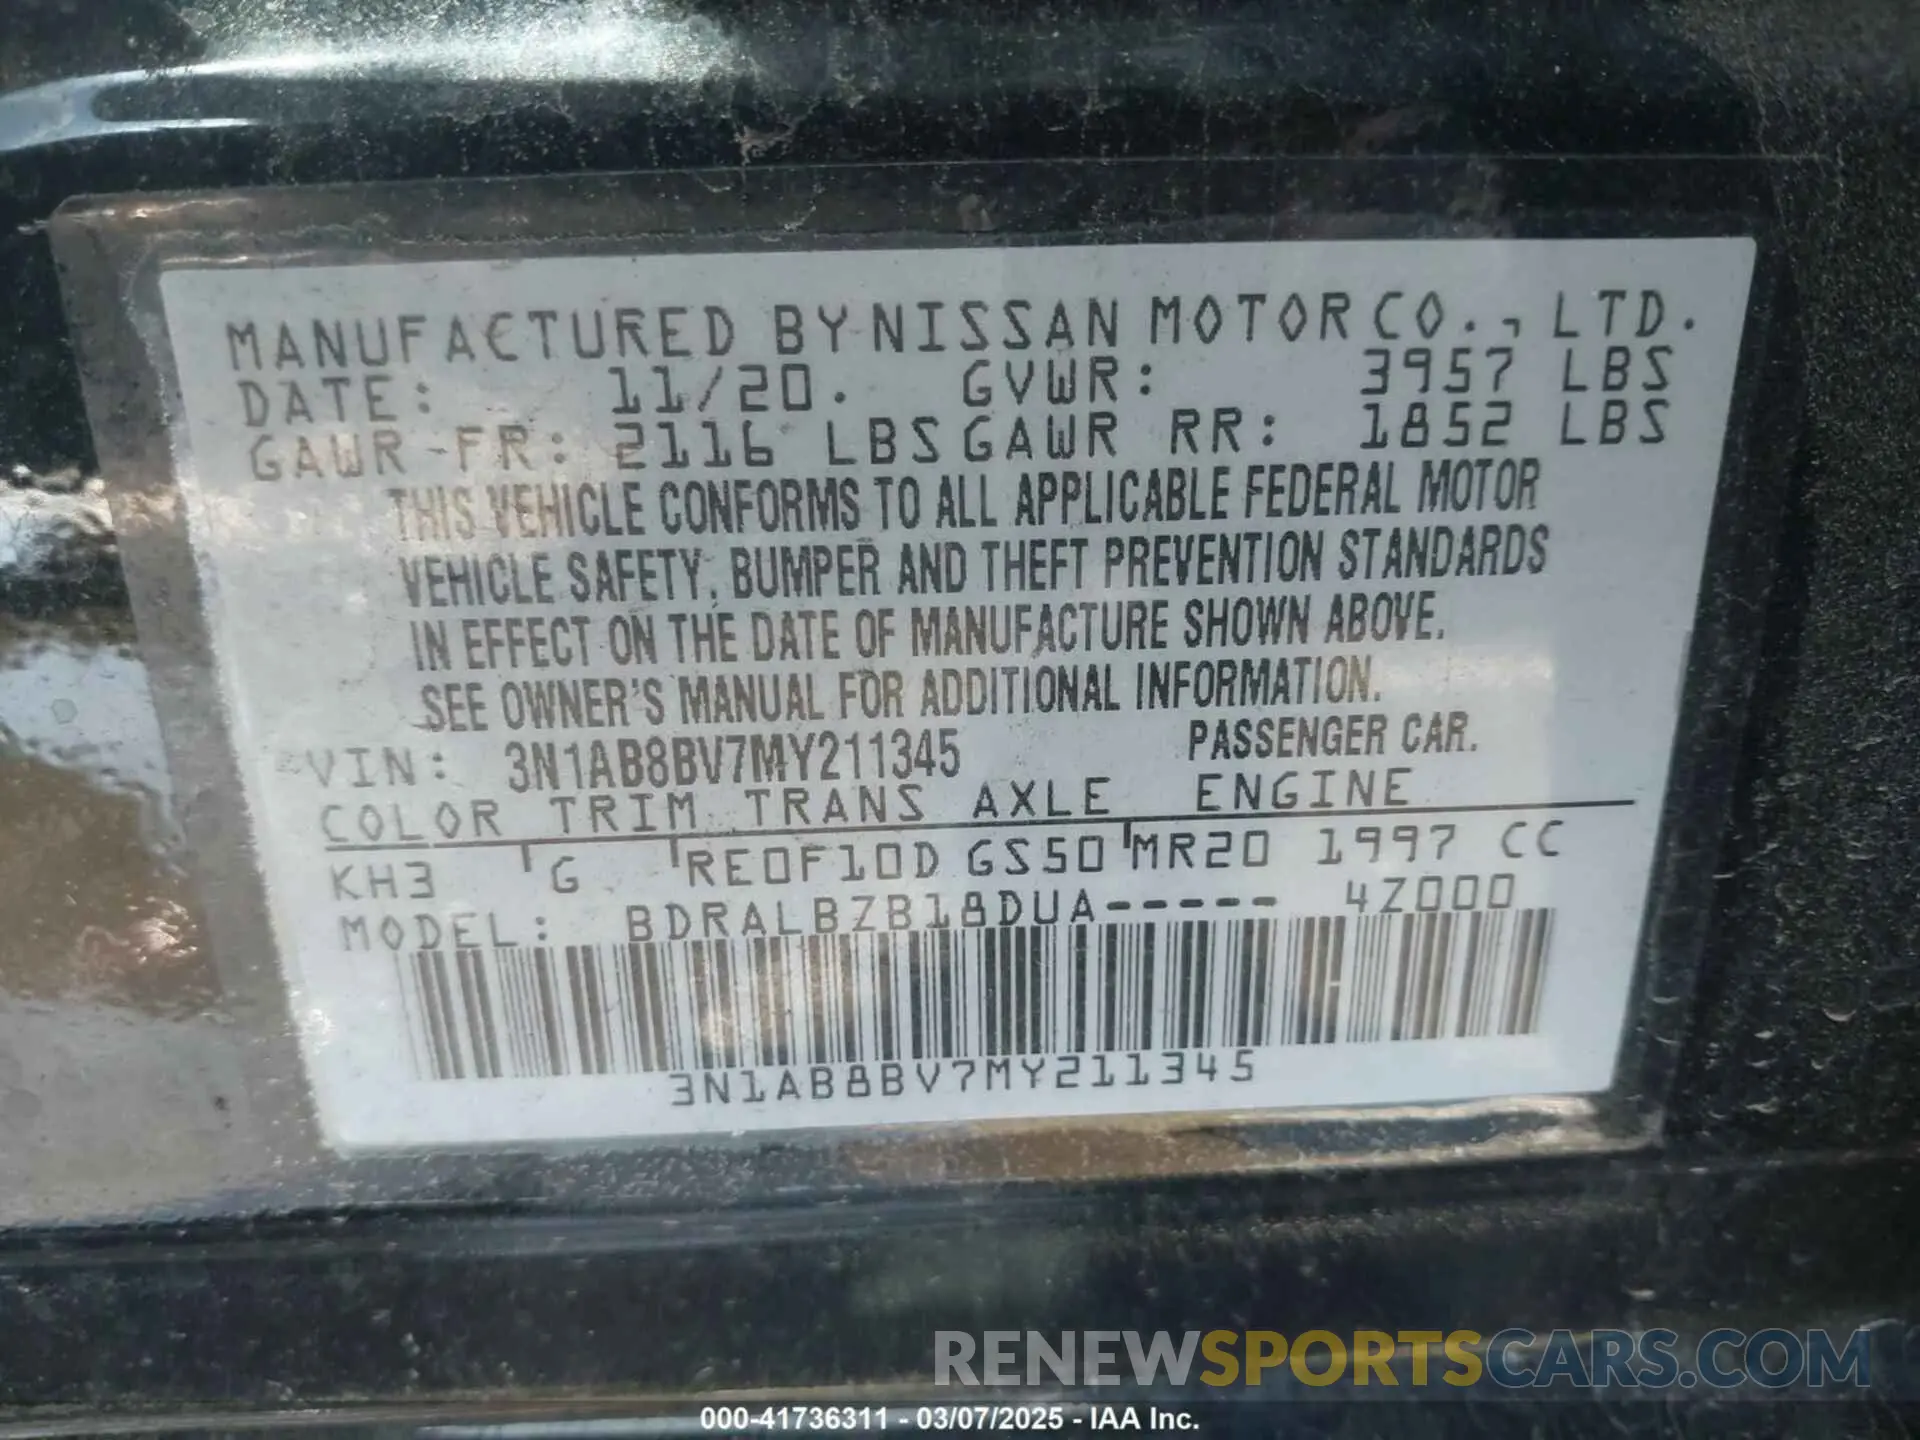 MANUFACTURED BY NISSAN MOTOR CO., LTD.
DATE: 11/20. GVWR: 3957 LBS
GAWR FR: 2116 LBS GAWR RR: 1852 LBS
THIS VEHICLE CONFORMS TO ALL APPLICABLE FEDERAL MOTOR
VEHICLE SAFETY, BUMPER AND THEFT PREVENTION STANDARDS
IN EFFECT ON THE DATE OF MANUFACTURE SHOWN ABOVE.
SEE OWNER'S MANUAL FOR ADDITIONAL INFORMATION.
VIN: 3N1AB8BV7MY211345 PASSENGER CAR.
COLOR TRIM TRANS AXLE ENGINE
KH3 G RE0F10D GS50 MR20 1997 CC
MODEL: BDRALBZB18DUA----- 4Z000
3N1AB8BV7MY211345
RENEWSPORTSCARS.COM
000-41736311 - 03/07/2025 - IAA Inc.